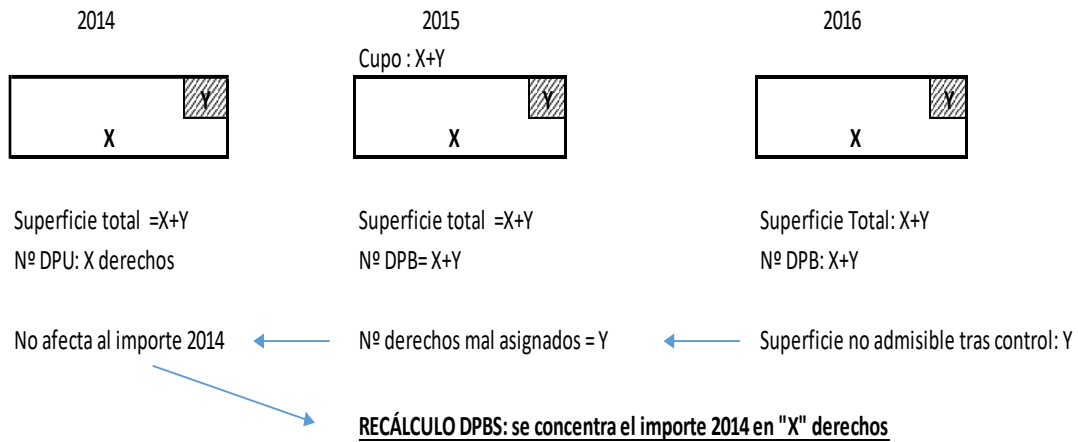 2014 2015 2016
Cupo : X+Y
Y Y Y
X X X
Superficie total =X+Y Superficie total =X+Y Superficie Total: X+Y
Nº DPU: X derechos Nº DPB= X+Y Nº DPB: X+Y
No afecta al importe 2014 Nº derechos mal asignados = Y Superficie no admisible tras control: Y
RECÁLCULO DPBS: se concentra el importe 2014 en "X" derechos